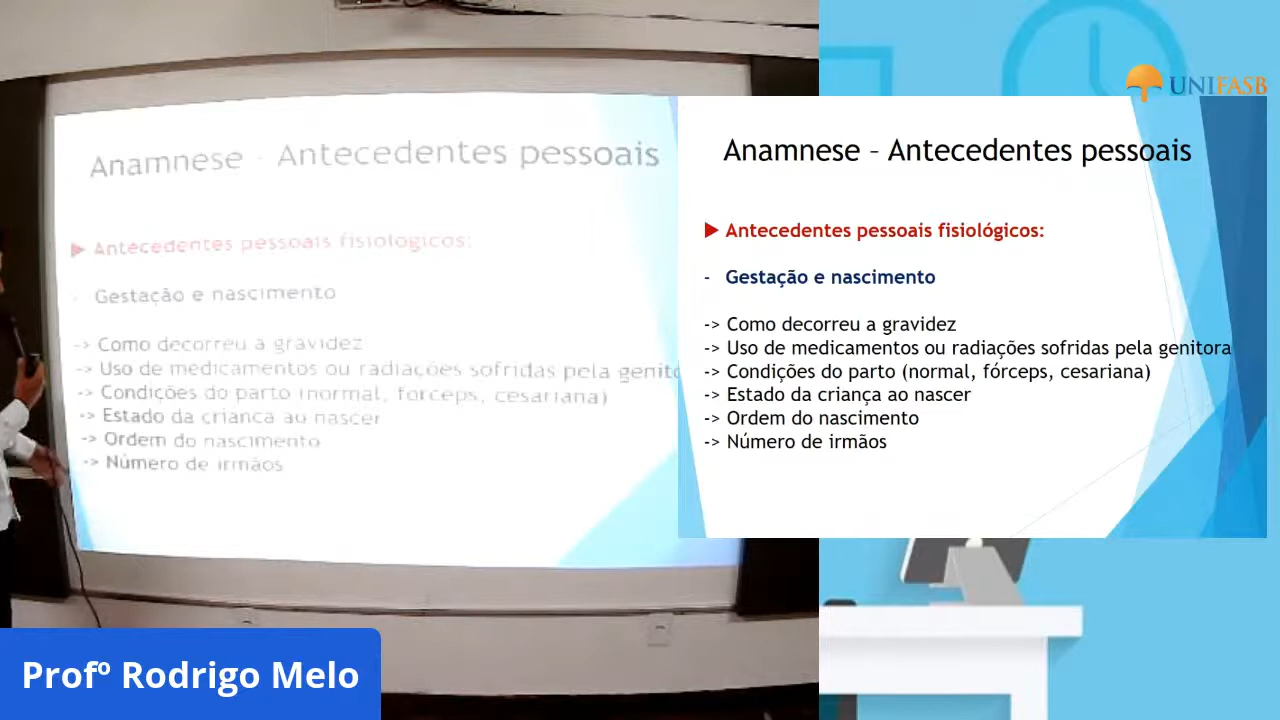 UNIFASB
Anamnese - Antecedentes pessoais
Antecedentes pessoais fisiológicos:
- Gestação e nascimento
-> Como decorreu a gravidez
-> Uso de medicamentos ou radiações sofridas pela genito
-> Condições do parto (normal, fórceps, cesariana)
-> Estado da criança ao nascer
-> Ordem do nascimento
-> Número de irmãos
Anamnese – Antecedentes pessoais
Antecedentes pessoais fisiológicos:
- Gestação e nascimento
-> Como decorreu a gravidez
-> Uso de medicamentos ou radiações sofridas pela genitora
-> Condições do parto (normal, fórceps, cesariana)
-> Estado da criança ao nascer
-> Ordem do nascimento
-> Número de irmãos
Profº Rodrigo Melo